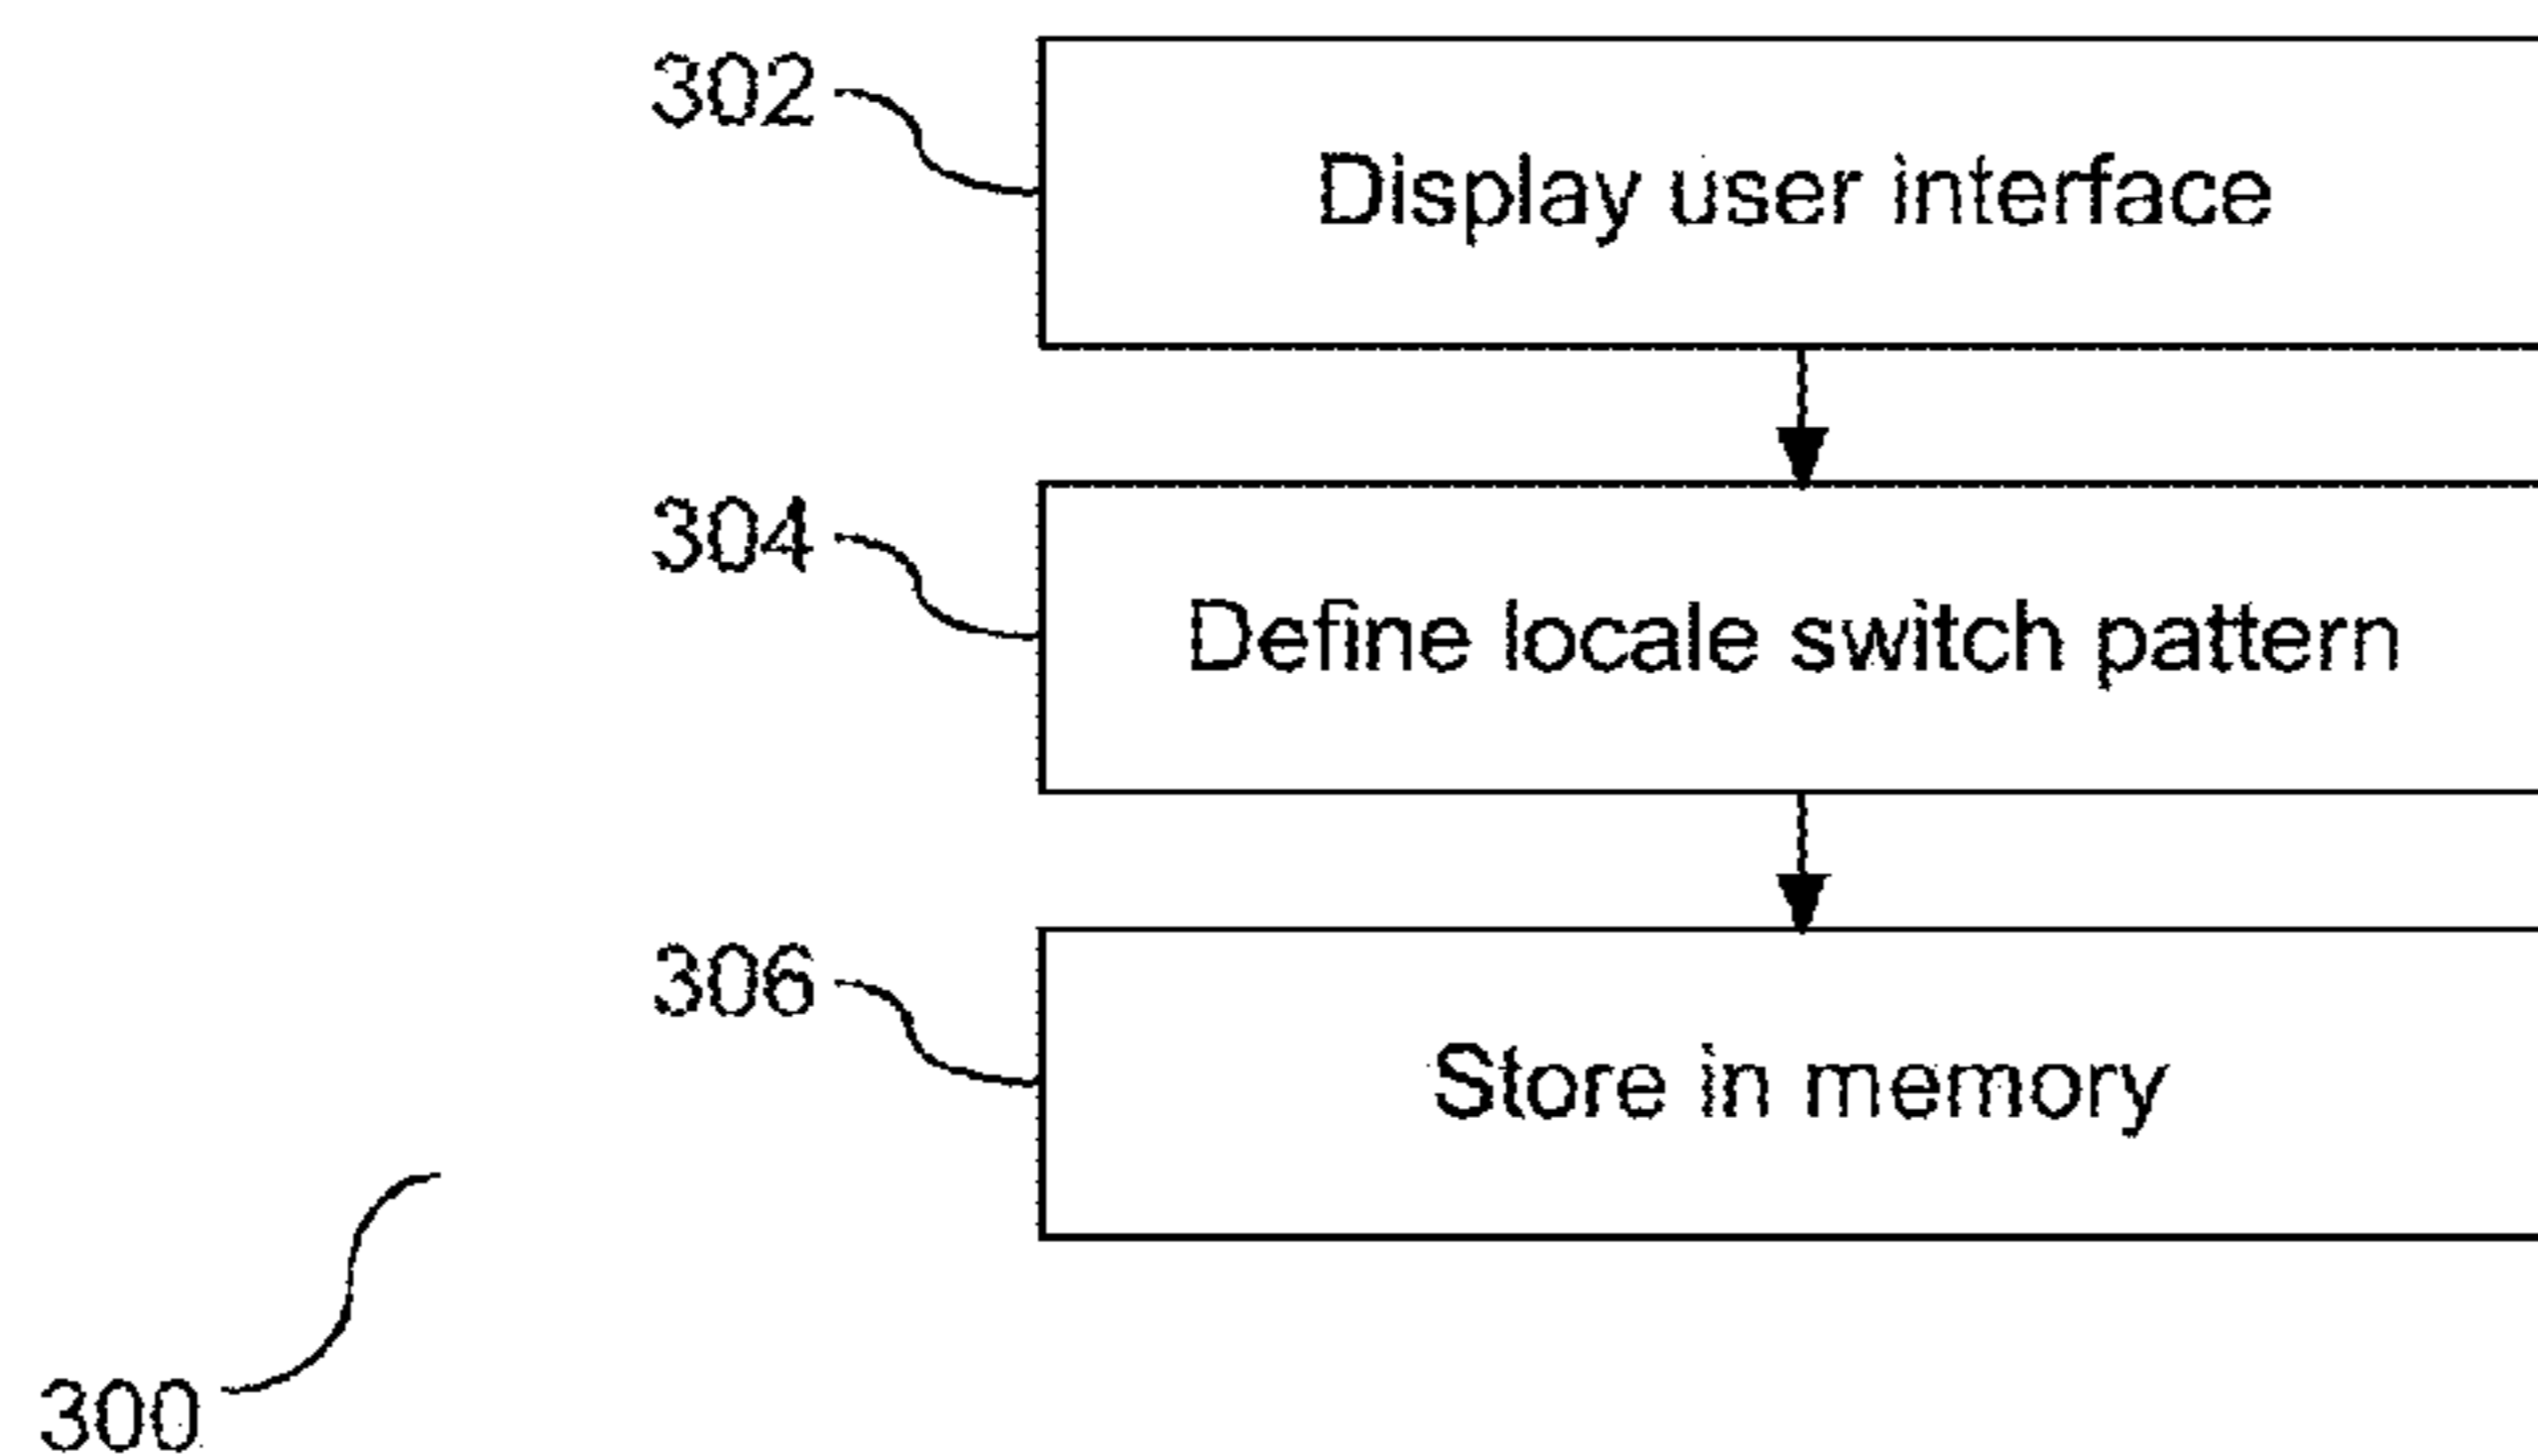 302
Display user interface
304
Define locale switch pattern
306
Store in memory
300